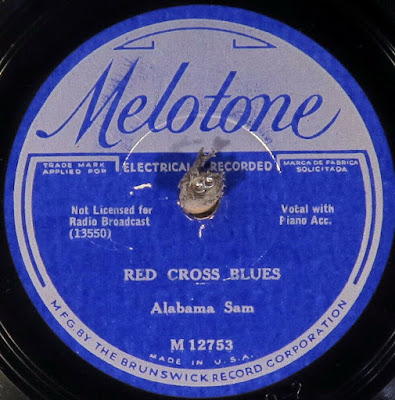 Melotone
TRADE MARK
APPLIED FOR
ELECTRICALLY RECORDED
MARCA DE FABRICA
SOLICITADA
Not Licensed for
Radio Broadcast
(13550)
Vocal with
Piano Acc.
RED CROSS BLUES
Alabama Sam
M 12753
MADE IN U.S.A.
MFG. BY THE BRUNSWICK RECORD CORPORATION